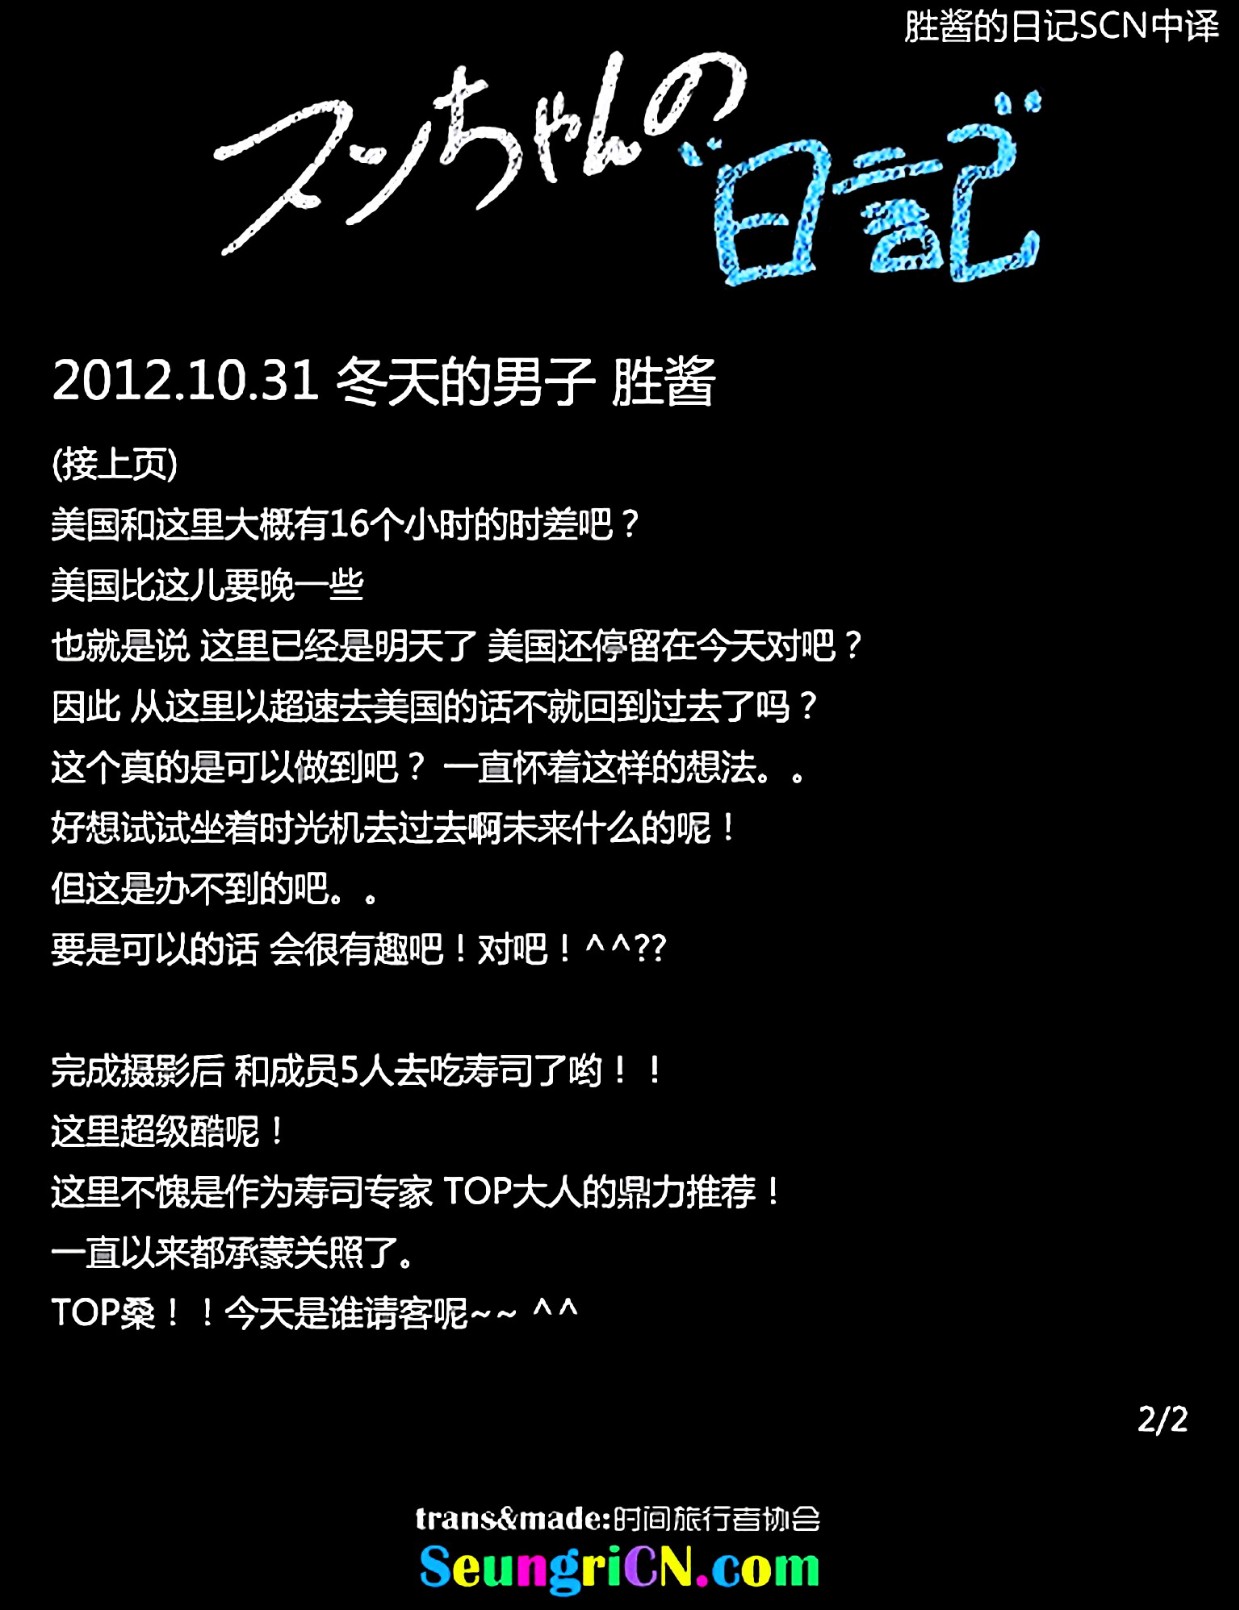 胜酱的日记SCN中译
スンちゃんの
日記
2012.10.31 冬天的男子 胜酱
(接上页)
美国和这里大概有16个小时的时差吧？
美国比这儿要晚一些
也就是说 这里已经是明天了 美国还停留在今天对吧？
因此 从这里以超速去美国的话不就回到过去了吗？
这个真的是可以做到吧？ 一直怀着这样的想法。。
好想试试坐着时光机去过去啊未来什么的呢！
但这是办不到的吧。。
要是可以的话 会很有趣吧！对吧！^^??
完成摄影后 和成员5人去吃寿司了哟！！
这里超级酷呢！
这里不愧是作为寿司专家 TOP大人的鼎力推荐！
一直以来都承蒙关照了。
TOP桑！！今天是谁请客呢~~ ^^
2/2
trans&made:时间旅行者协会
SeungriCN.com